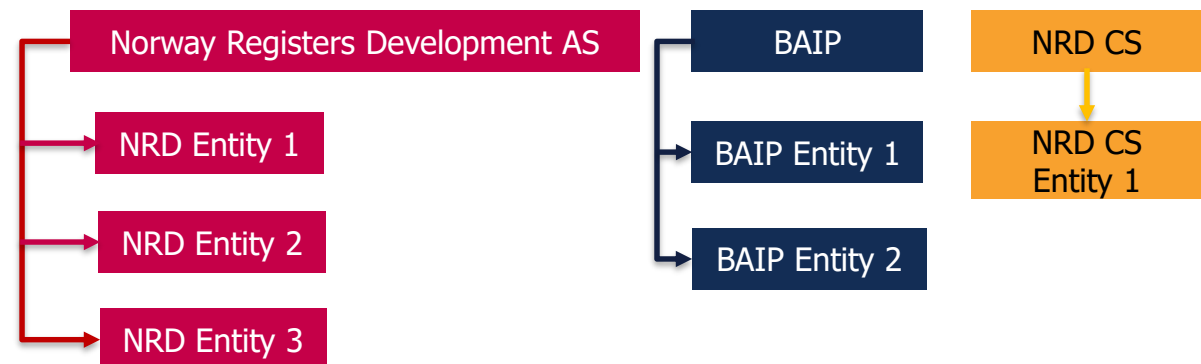 Norway Registers Development AS
BAIP
NRD CS
NRD Entity 1
BAIP Entity 1
NRD CS
Entity 1
NRD Entity 2
BAIP Entity 2
NRD Entity 3